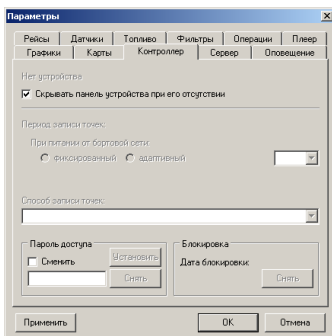 Параметры
Рейсы Датчики Топливо Фильтры Операции Плеер
Графики Карты Контроллер Сервер Оповещение
Нет устройства
Скрывать панель устройства при его отсутствии
Период записи точек:
При питании от бортовой сети:
фиксированный адаптивный
Способ записи точек:
Пароль доступа
Сменить Установить
Снять
Блокировка
Дата блокировки:
Снять
Применить OK Отмена